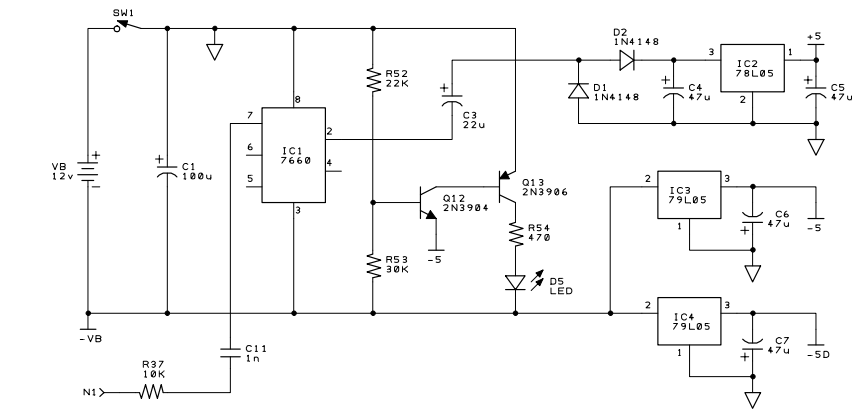 SW1
VB
12v
+
−
-VB
+
C1
100u
7
6
5
8
IC1
7660
2
4
3
R52
22K
R53
30K
C11
1n
R37
10K
N1
+
C3
22u
Q12
2N3904
-5
Q13
2N3906
R54
470
D5
LED
D2
1N4148
D1
1N4148
+
C4
47u
3
IC2
78L05
1
2
+5
+
C5
47u
2
IC3
79L05
3
1
C6
47u
+
-5
2
IC4
79L05
3
1
C7
47u
+
-5D